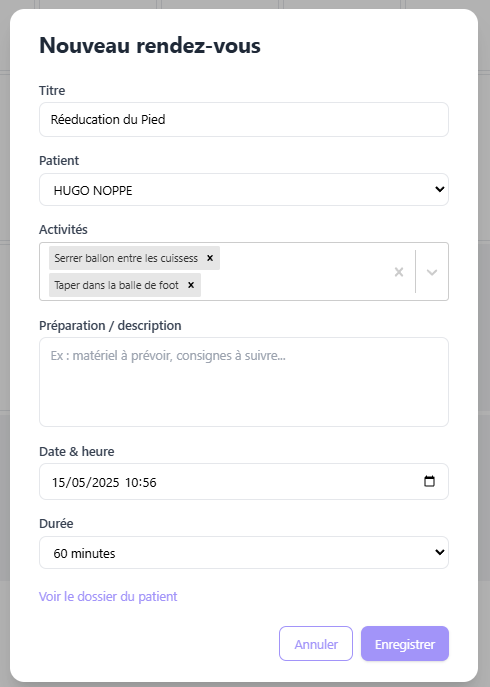 Nouveau rendez-vous
Titre
Réeducation du Pied
Patient
HUGO NOPPE
Activités
Serrer ballon entre les cuissess x
Taper dans la balle de foot x
Préparation / description
Ex : matériel à prévoir, consignes à suivre...
Date & heure
15/05/2025 10:56
Durée
60 minutes
Voir le dossier du patient
Annuler
Enregistrer